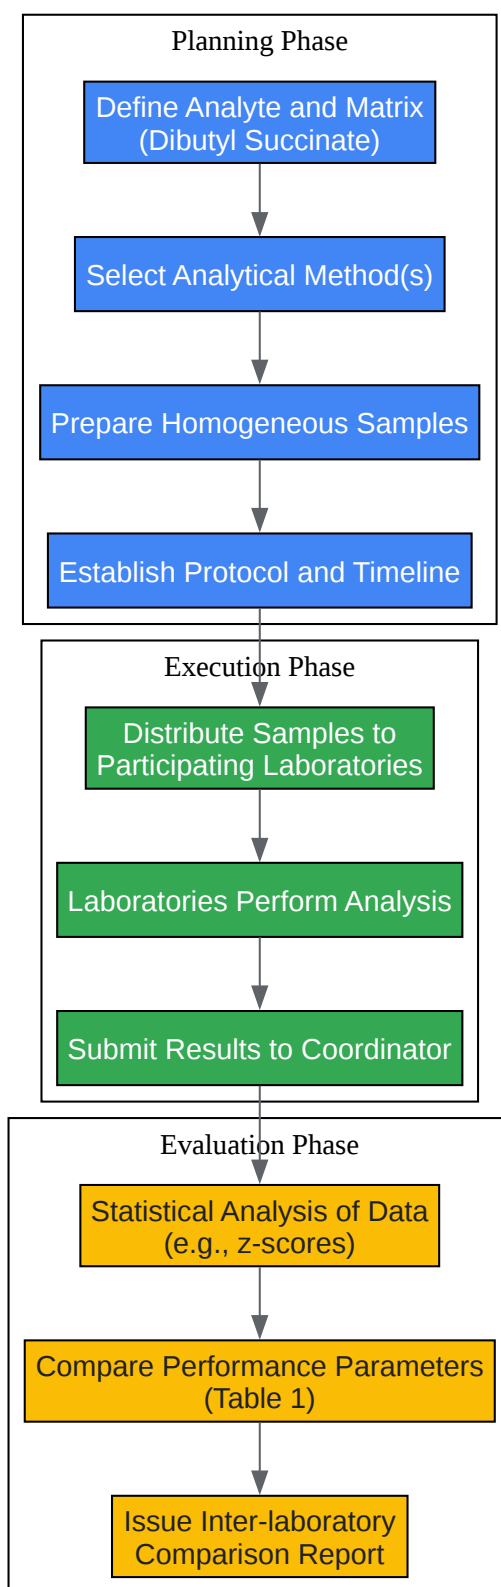 Planning Phase
Define Analyte and Matrix
(Dibutyl Succinate)
Select Analytical Method(s)
Prepare Homogeneous Samples
Establish Protocol and Timeline
Execution Phase
Distribute Samples to
Participating Laboratories
Laboratories Perform Analysis
Submit Results to Coordinator
Evaluation Phase
Statistical Analysis of Data
(e.g., z-scores)
Compare Performance Parameters
(Table 1)
Issue Inter-laboratory
Comparison Report